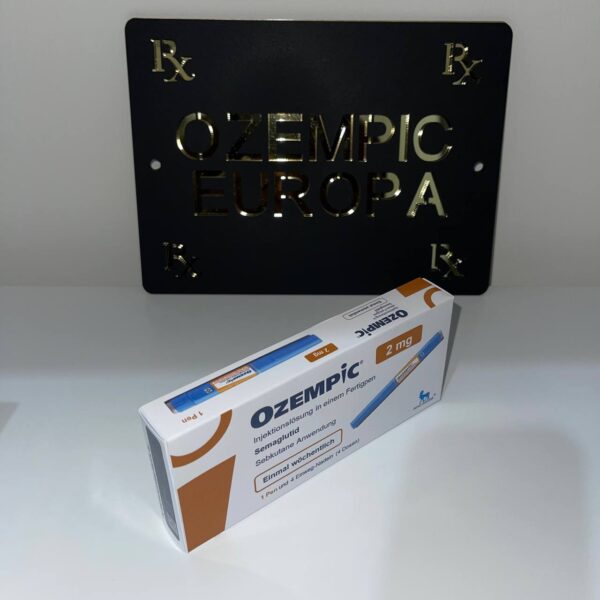 Rx Rx
OZEMPIC
EUROPA
Rx Rx
OZEMPIC
2 mg
1 Pen
OZEMPIC®
2 mg
Injektionslösung in einem Fertigpen
Semaglutid
Sebkutane Anwendung
Einmal wöchentlich
1 Pen und 4 Einweg-Nadeln (4 Dosen)